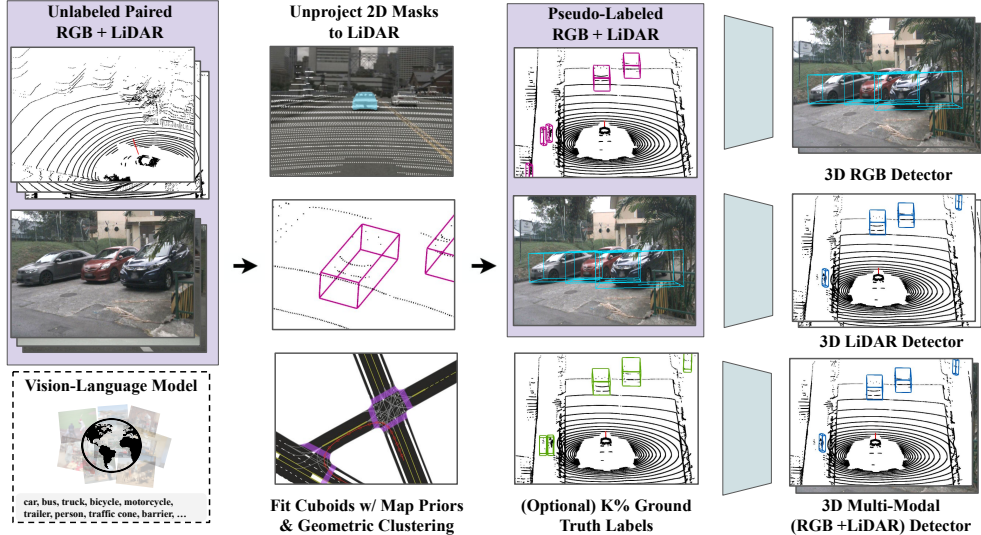 Unlabeled Paired
RGB + LiDAR
Unproject 2D Masks
to LiDAR
Pseudo-Labeled
RGB + LiDAR
3D RGB Detector
3D LiDAR Detector
Vision-Language Model
car, bus, truck, bicycle, motorcycle,
trailer, person, traffic cone, barrier, …
Fit Cuboids w/ Map Priors
& Geometric Clustering
(Optional) K% Ground
Truth Labels
3D Multi-Modal
(RGB +LiDAR) Detector